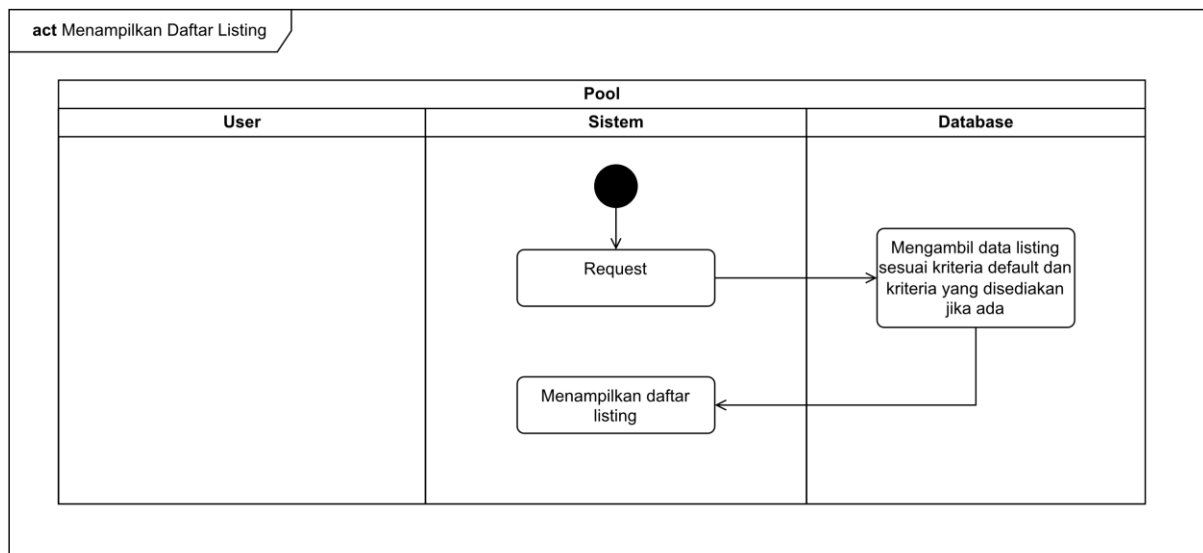 act Menampilkan Daftar Listing
Pool
User
Sistem
Database
Request
Mengambil data listing
sesuai kriteria default dan
kriteria yang disediakan
jika ada
Menampilkan daftar
listing